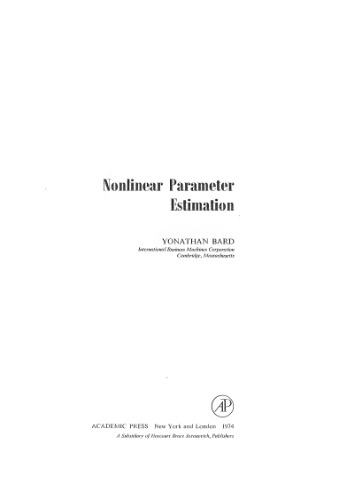 Nonlinear Parameter
Estimation
YONATHAN BARD
International Business Machines Corporation
Cambridge, Massachusetts
AP
ACADEMIC PRESS New York and London 1974
A Subsidiary of Harcourt Brace Jovanovich, Publishers